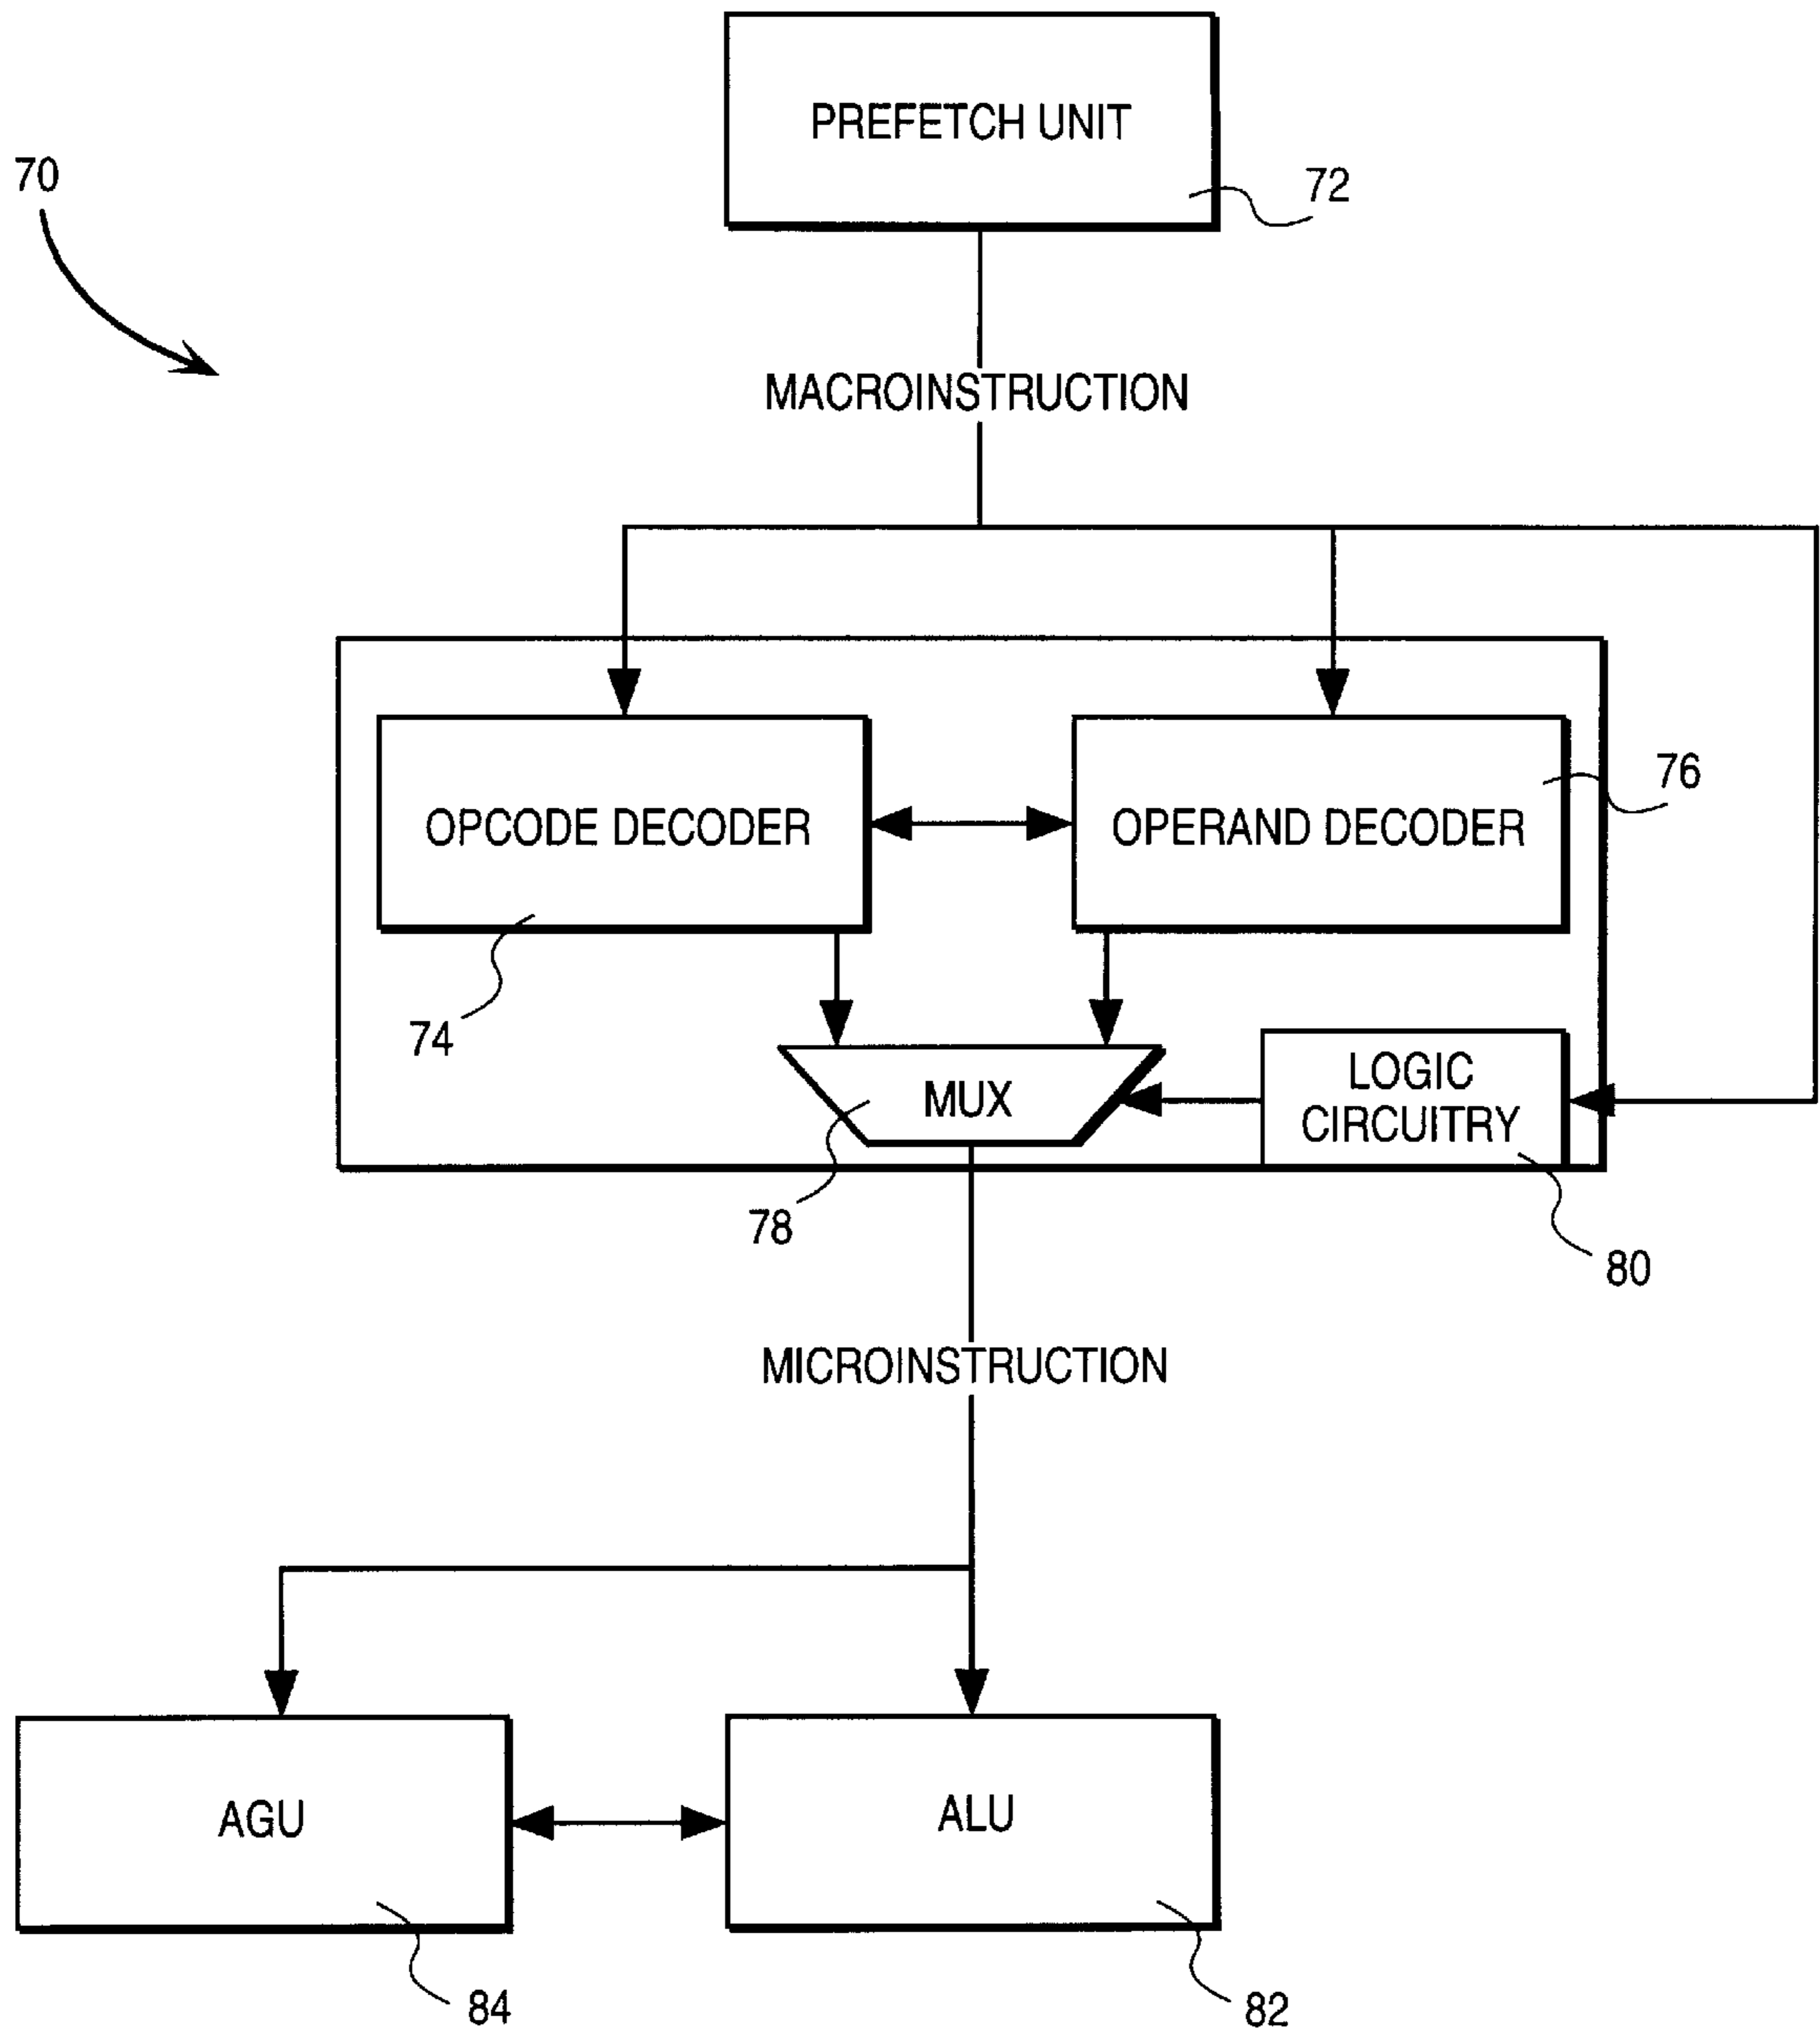 PREFETCH UNIT
70
72
MACROINSTRUCTION
76
OPCODE DECODER
OPERAND DECODER
74
MUX
LOGIC
CIRCUITRY
78
80
MICROINSTRUCTION
AGU
ALU
84
82